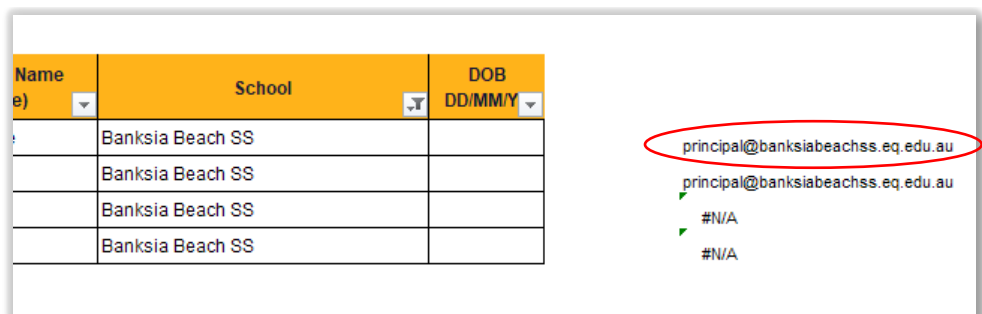 Name
e)
School
DOB
DD/MM/Y
Banksia Beach SS
principal@banksiabeachss.eq.edu.au
Banksia Beach SS
principal@banksiabeachss.eq.edu.au
Banksia Beach SS
#N/A
Banksia Beach SS
#N/A